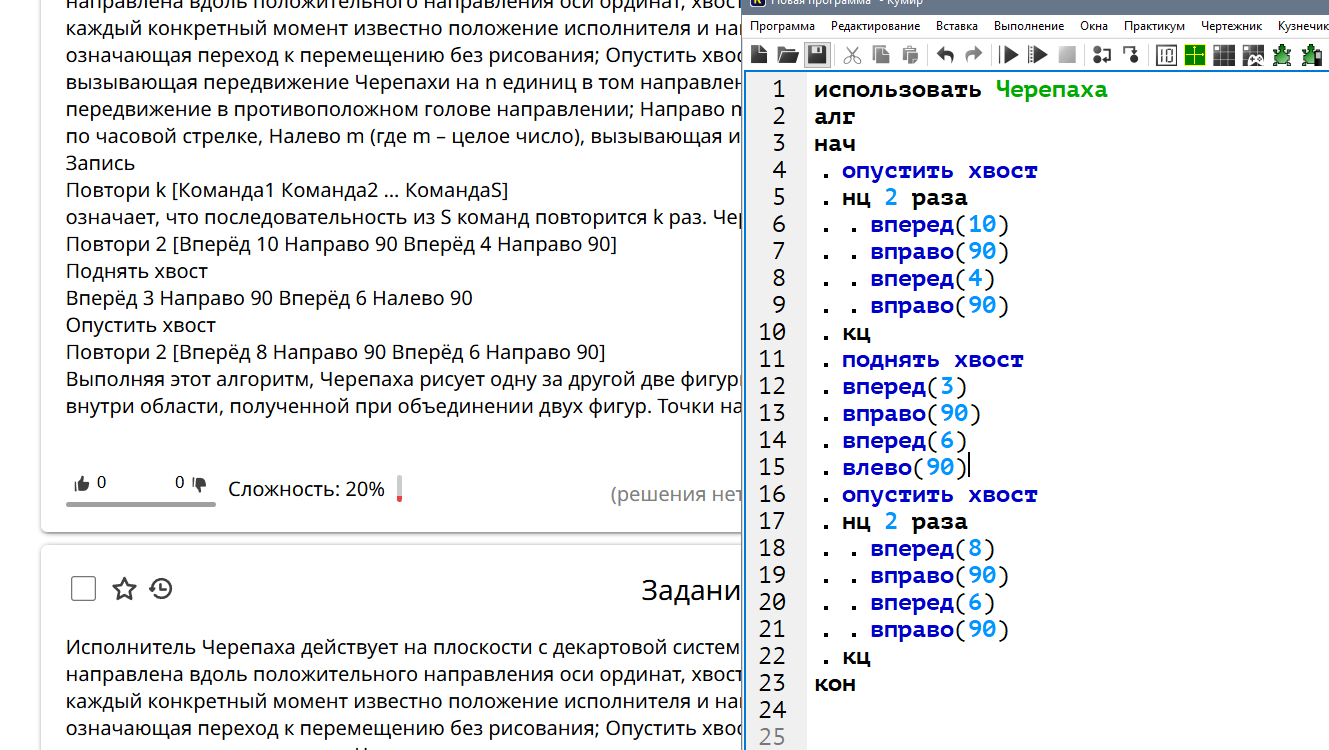 направлена вдоль положительного направления оси ординат, хвост
каждый конкретный момент известно положение исполнителя и на
означающая переход к перемещению без рисования; Опустить хвос
вызывающая передвижение Черепахи на n единиц в том направлен
передвижение в противоположном голове направлении; Направо m
по часовой стрелке, Налево m (где m – целое число), вызывающая и
Запись
Повтори k [Команда1 Команда2 ... КомандаS]
означает, что последовательность из S команд повторится k раз. Чер
Повтори 2 [Вперёд 10 Направо 90 Вперёд 4 Направо 90]
Поднять хвост
Вперёд 3 Направо 90 Вперёд 6 Налево 90
Опустить хвост
Повтори 2 [Вперёд 8 Направо 90 Вперёд 6 Направо 90]
Выполняя этот алгоритм, Черепаха рисует одну за другой две фигуры
внутри области, полученной при объединении двух фигур. Точки на
0 0 Сложность: 20% (решения нет
Задани
Исполнитель Черепаха действует на плоскости с декартовой систем
направлена вдоль положительного направления оси ординат, хвост
каждый конкретный момент известно положение исполнителя и на
означающая переход к перемещению без рисования; Опустить хвос
Новая программа* - Кумир
Программа Редактирование Вставка Выполнение Окна Практикум Чертежник Кузнечик
1 использовать Черепаха
2 алг
3 нач
4 . опустить хвост
5 . нц 2 раза
6 . . вперед(10)
7 . . вправо(90)
8 . . вперед(4)
9 . . вправо(90)
10 . кц
11 . поднять хвост
12 . вперед(3)
13 . вправо(90)
14 . вперед(6)
15 . влево(90)
16 . опустить хвост
17 . нц 2 раза
18 . . вперед(8)
19 . . вправо(90)
20 . . вперед(6)
21 . . вправо(90)
22 . кц
23 кон
24
25